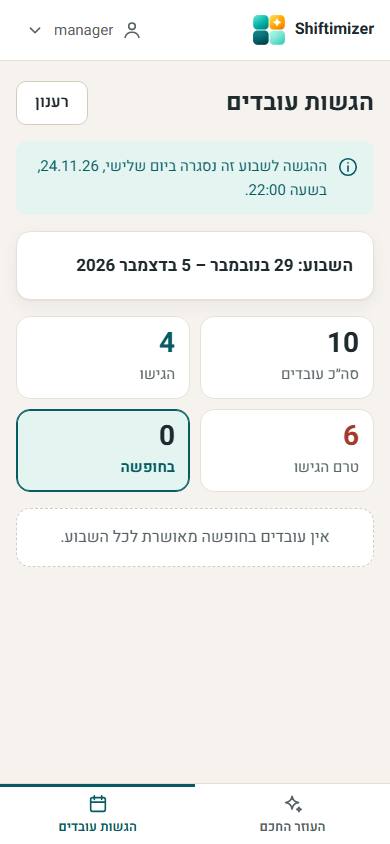 Shiftimizer
manager
הגשות עובדים
רענון
ההגשה לשבוע זה נסגרה ביום שלישי, 24.11.26,
בשעה 22:00.
השבוע: 29 בנובמבר – 5 בדצמבר 2026
10
סה״כ עובדים
4
הגישו
6
טרם הגישו
0
בחופשה
אין עובדים בחופשה מאושרת לכל השבוע.
העוזר החכם
הגשות עובדים